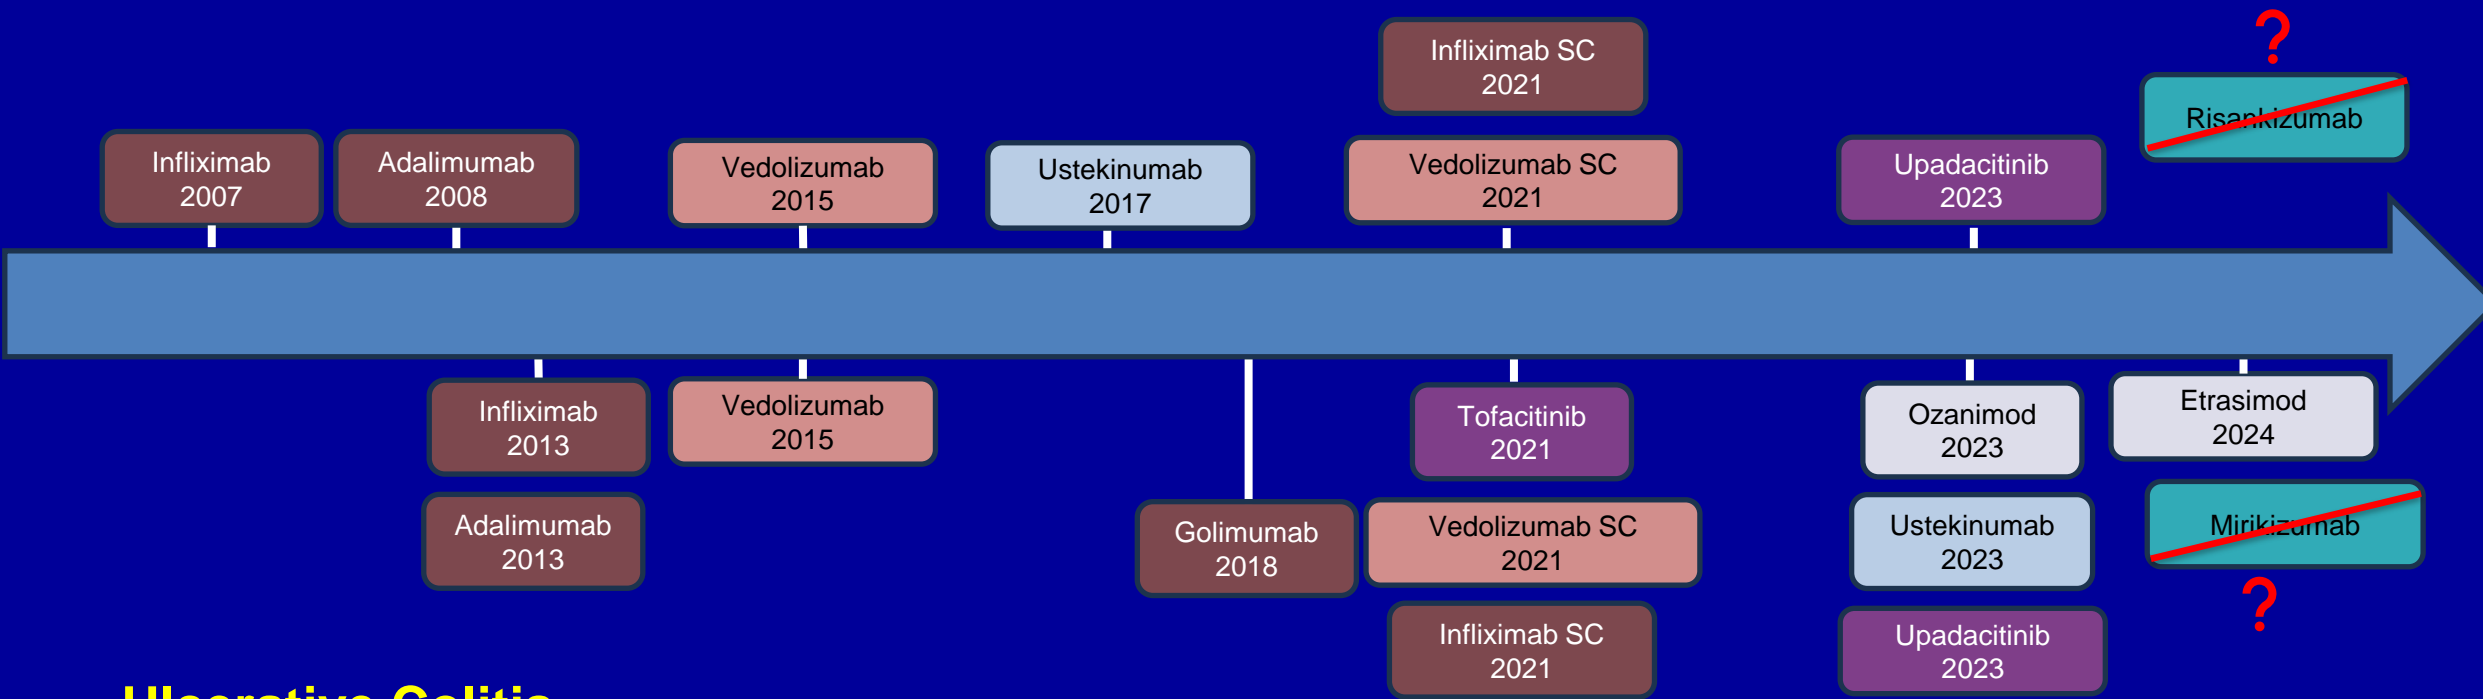 ?
Infliximab SC
2021
Risankizumab
Infliximab
2007
Adalimumab
2008
Vedolizumab
2015
Ustekinumab
2017
Vedolizumab SC
2021
Upadacitinib
2023
Infliximab
2013
Vedolizumab
2015
Tofacitinib
2021
Ozanimod
2023
Etrasimod
2024
Adalimumab
2013
Golimumab
2018
Vedolizumab SC
2021
Ustekinumab
2023
Mirikizumab
?
Infliximab SC
2021
Upadacitinib
2023
Ulcerative Colitis